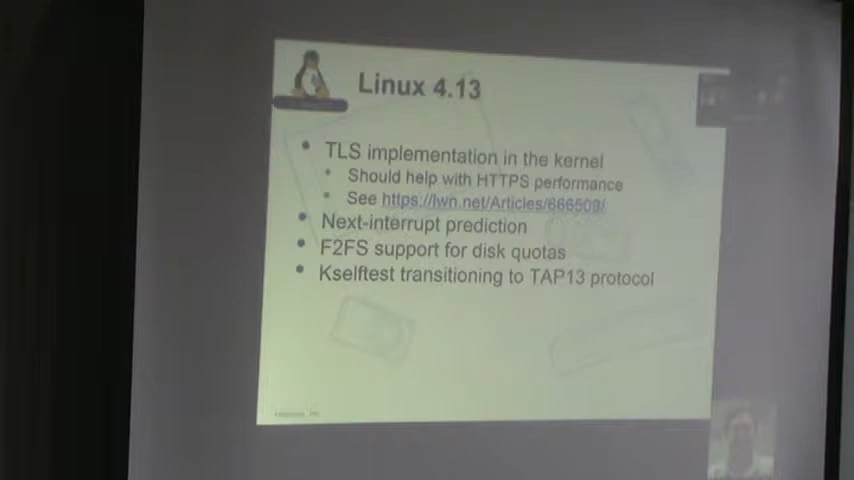 Linux 4.13
• TLS implementation in the kernel
• Should help with HTTPS performance
• See https://lwn.net/Articles/666509/
• Next-interrupt prediction
• F2FS support for disk quotas
• Kselftest transitioning to TAP13 protocol